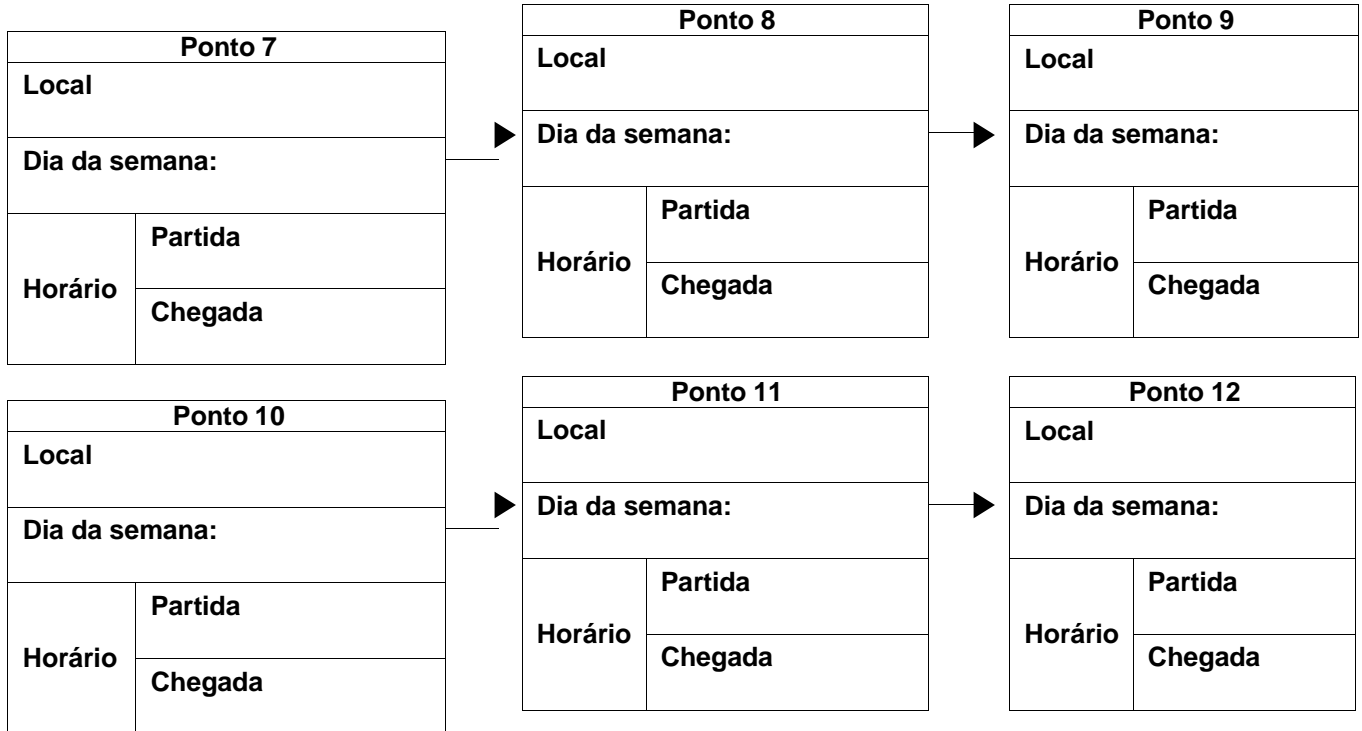 Ponto 7
Local
Dia da semana:
Horário
Partida
Chegada
Ponto 8
Local
Dia da semana:
Horário
Partida
Chegada
Ponto 9
Local
Dia da semana:
Horário
Partida
Chegada
Ponto 10
Local
Dia da semana:
Horário
Partida
Chegada
Ponto 11
Local
Dia da semana:
Horário
Partida
Chegada
Ponto 12
Local
Dia da semana:
Horário
Partida
Chegada